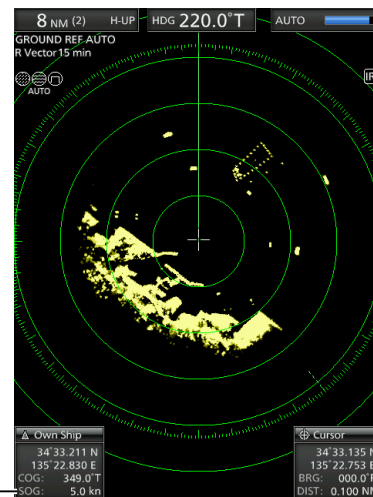 8 NM (2) H-UP HDG 220.0°T AUTO
GROUND REF-AUTO
R Vector 15 min
IR
AUTO
Own Ship
34°33.211 N
135°22.830 E
COG: 349.0°T
SOG: 5.0 kn
Cursor
34°33.135 N
135°22.753 E
BRG: 000.0°
DIST: 0.100 NM